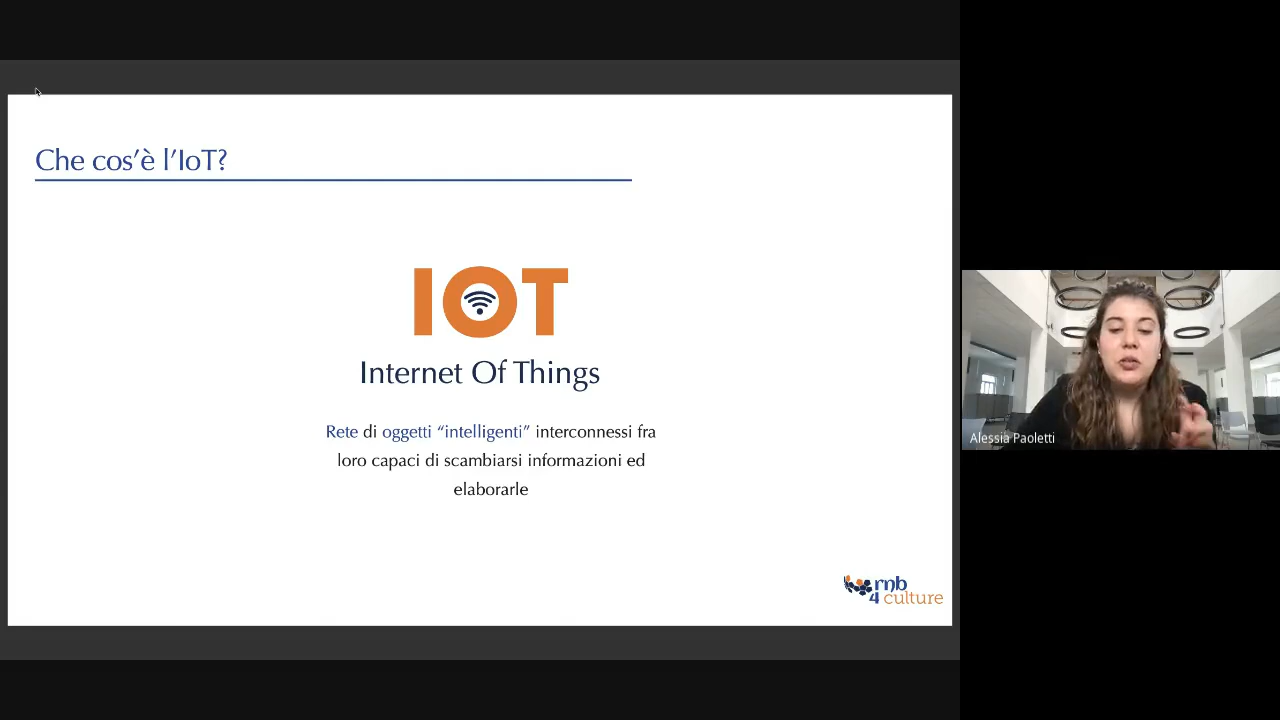 Che cos’è l’IoT?
IOT
Internet Of Things
Rete di oggetti “intelligenti” interconnessi fra
loro capaci di scambiarsi informazioni ed
elaborarle
rnb
4 culture
Alessia Paoletti